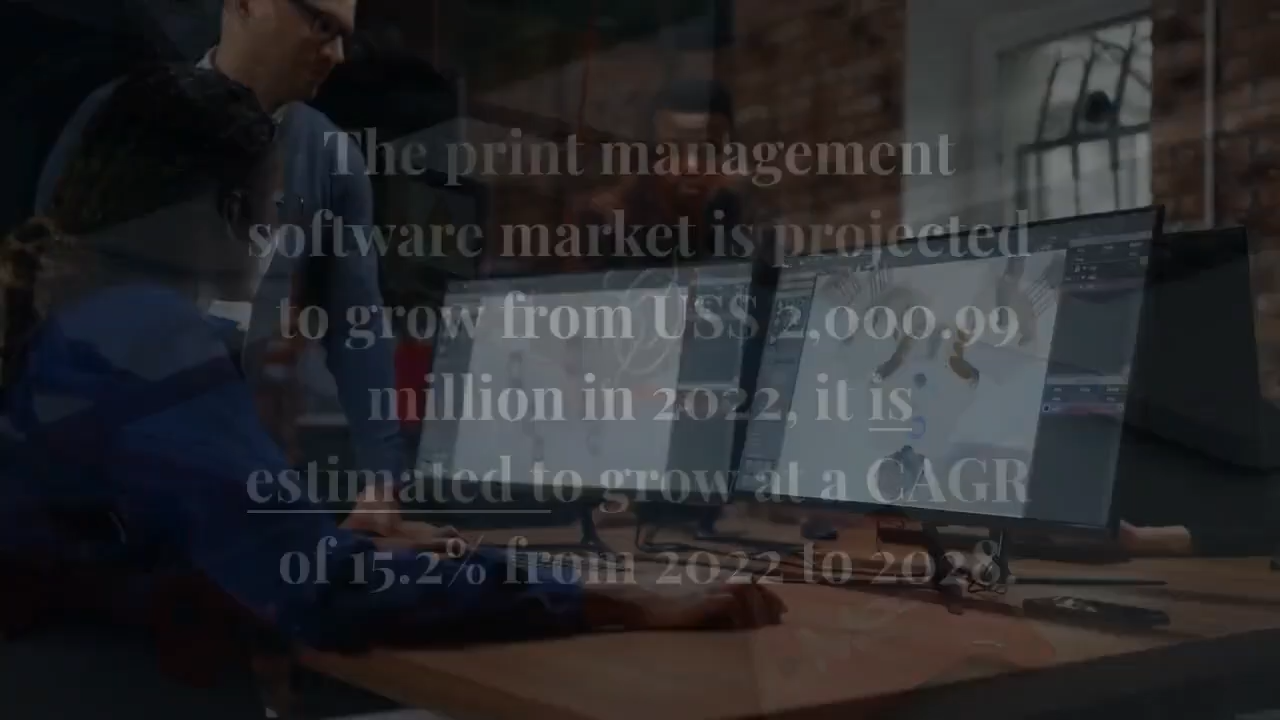 The print management
software market is projected
to grow from US$ 2,000.99
million in 2022, it is
estimated to grow at a CAGR
of 15.2% from 2022 to 2028.